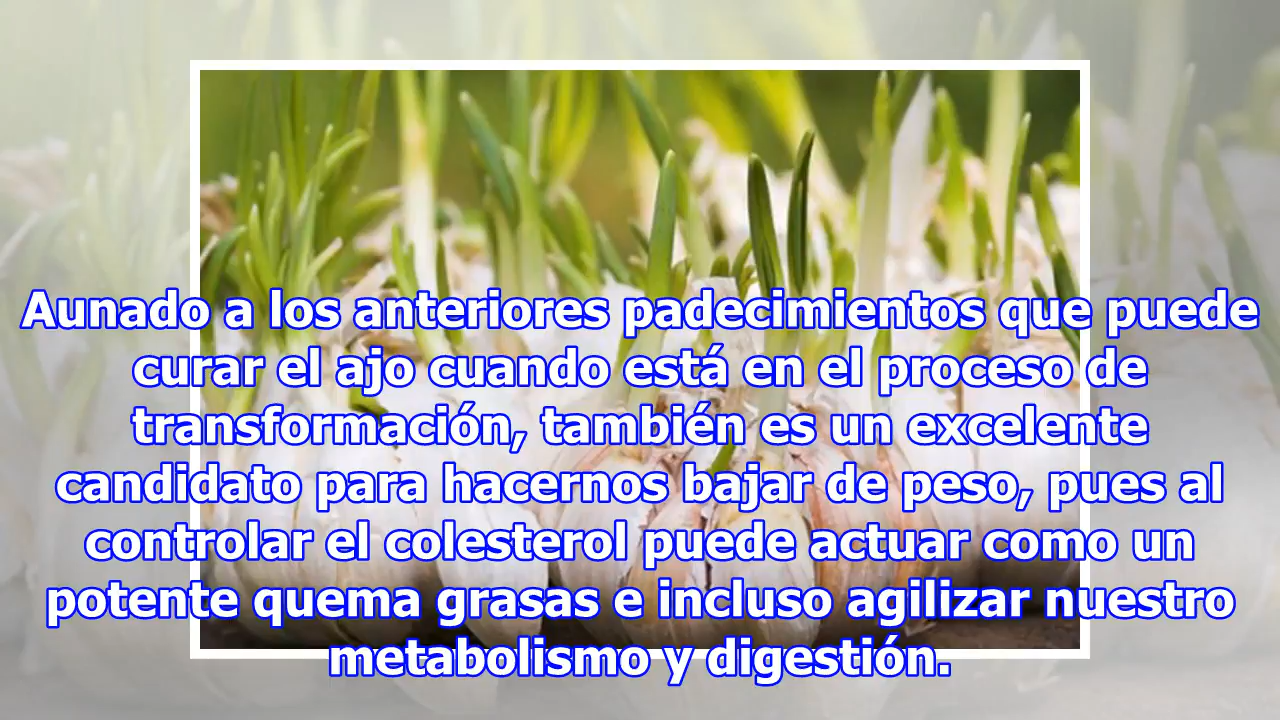 Aunado a los anteriores padecimientos que puede
curar el ajo cuando está en el proceso de
transformación, también es un excelente
candidato para hacernos bajar de peso, pues al
controlar el colesterol puede actuar como un
potente quema grasas e incluso agilizar nuestro
metabolismo y digestión.